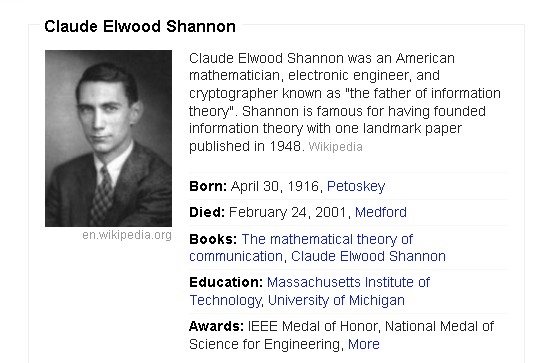 Claude Elwood Shannon
Claude Elwood Shannon was an American
mathematician, electronic engineer, and
cryptographer known as "the father of information
theory". Shannon is famous for having founded
information theory with one landmark paper
published in 1948. Wikipedia
en.wikipedia.org
Born: April 30, 1916, Petoskey
Died: February 24, 2001, Medford
Books: The mathematical theory of
communication, Claude Elwood Shannon
Education: Massachusetts Institute of
Technology, University of Michigan
Awards: IEEE Medal of Honor, National Medal of
Science for Engineering, More